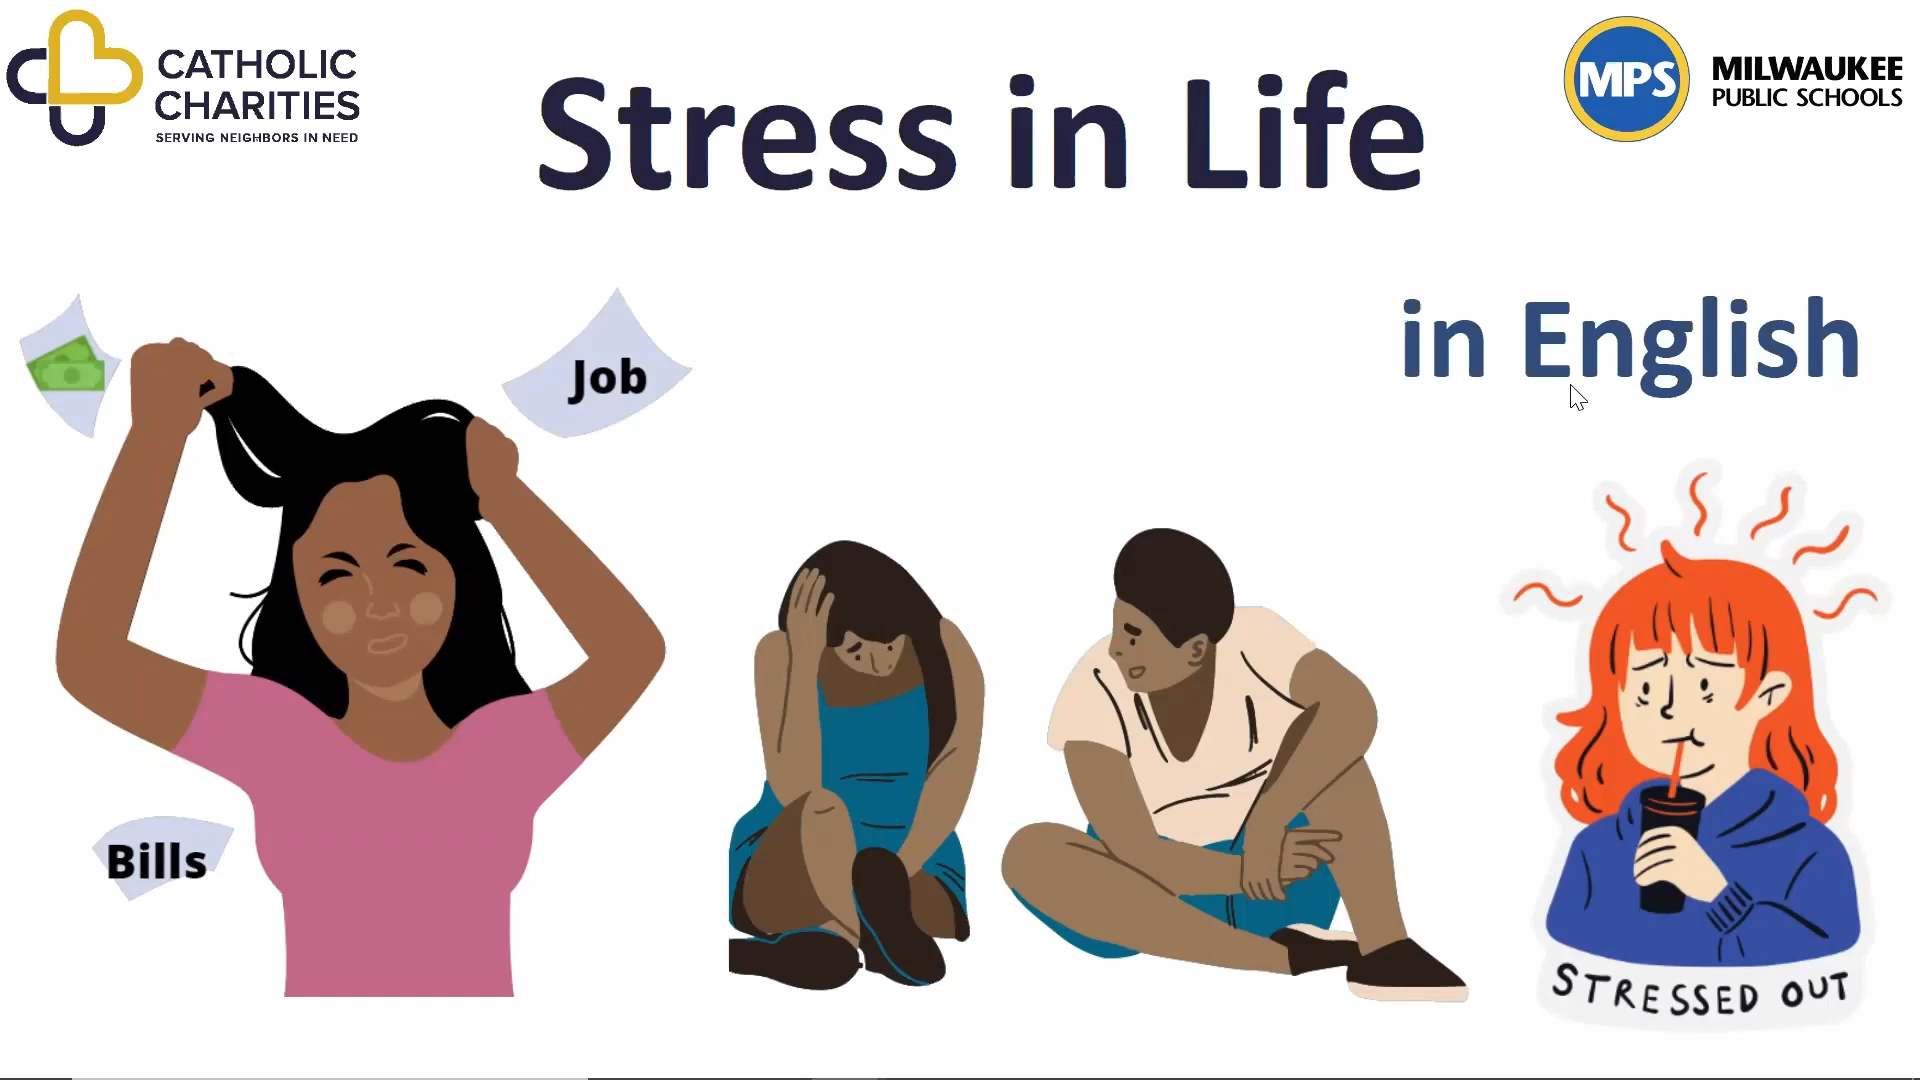 CATHOLIC
CHARITIES
SERVING NEIGHBORS IN NEED
Stress in Life
MPS
MILWAUKEE
PUBLIC SCHOOLS
in English
Job
Bills
STRESSED OUT